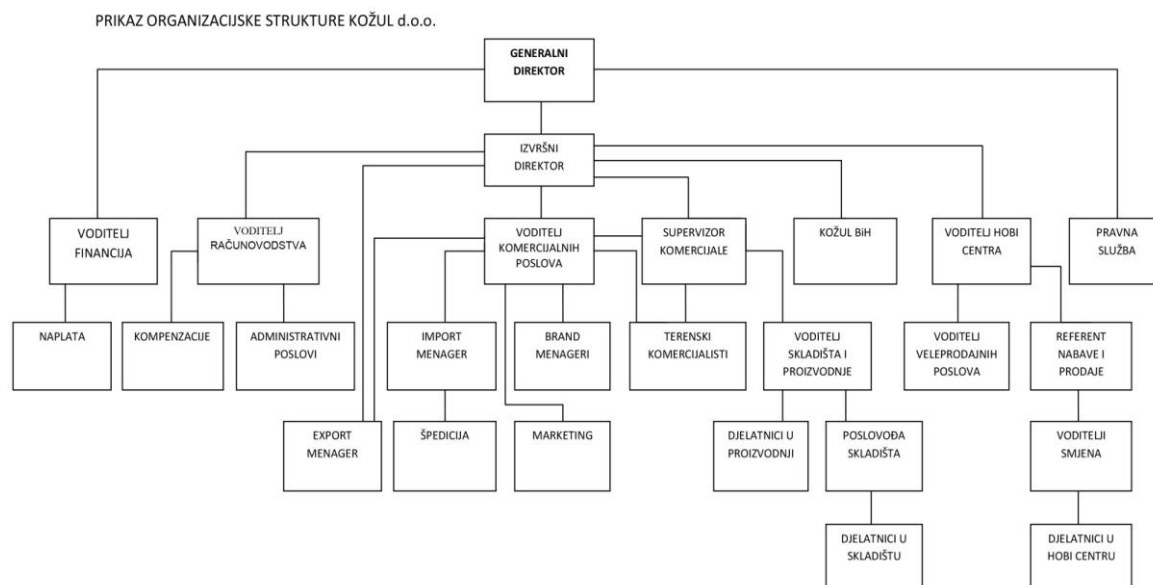 PRIKAZ ORGANIZACIJSKE STRUKTURE KOŽUL d.o.o.
GENERALNI
DIREKTOR
IZVRŠNI
DIREKTOR
VODITELJ
FINANCIJA
VODITELJ
RAČUNOVODSTVA
VODITELJ
KOMERCIJALNIH
POSLOVA
SUPERVIZOR
KOMERCIJALE
KOŽUL BiH
VODITELJ HOBI
CENTRA
PRAVNA
SLUŽBA
NAPLATA
KOMPENZACIJE
ADMINISTRATIVNI
POSLOVI
IMPORT
MENAGER
BRAND
MENAGERI
TERENSKI
KOMERCIJALISTI
VODITELJ
SKLADIŠTA I
PROIZVODNJE
VODITELJ
VELEPRODAJNIH
POSLOVA
REFERENT
NABAVE I
PRODAJE
EXPORT
MENAGER
ŠPEDICIJA
MARKETING
DJELATNICI U
PROIZVODNJI
POSLOVOĐA
SKLADIŠTA
VODITELJI
SMJENA
DJELATNICI U
SKLADIŠTU
DJELATNICI U
HOBI CENTRU